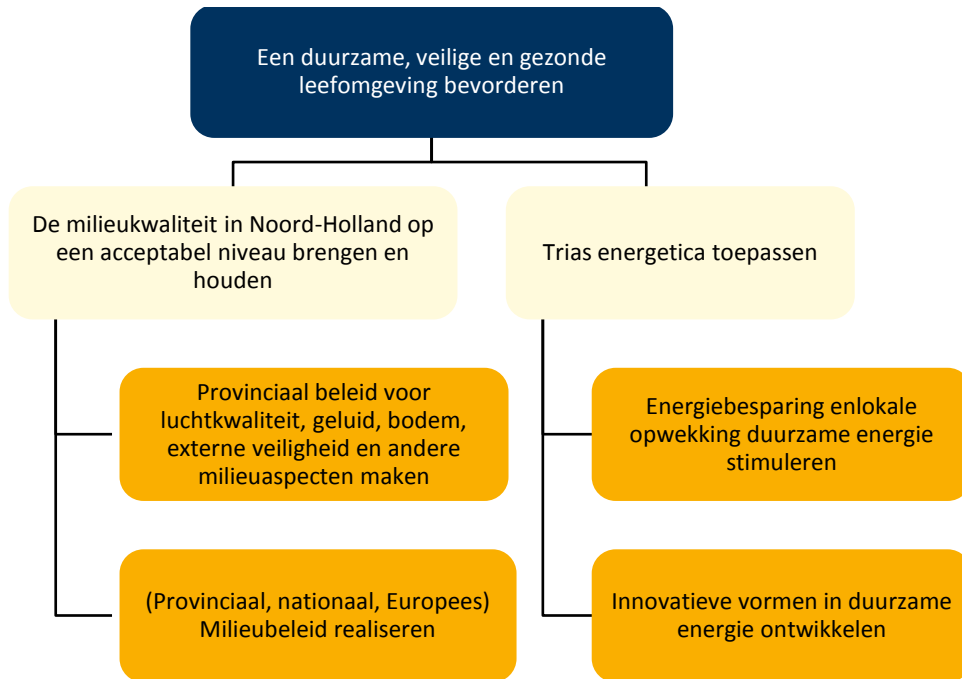 Een duurzame, veilige en gezonde
leefomgeving bevorderen
De milieukwaliteit in Noord-Holland op
een acceptabel niveau brengen en
houden
Trias energetica toepassen
Provinciaal beleid voor
luchtkwaliteit, geluid, bodem,
externe veiligheid en andere
milieuaspecten maken
Energiebesparing enlokale
opwekking duurzame energie
stimuleren
(Provinciaal, nationaal, Europees)
Milieubeleid realiseren
Innovatieve vormen in duurzame
energie ontwikkelen